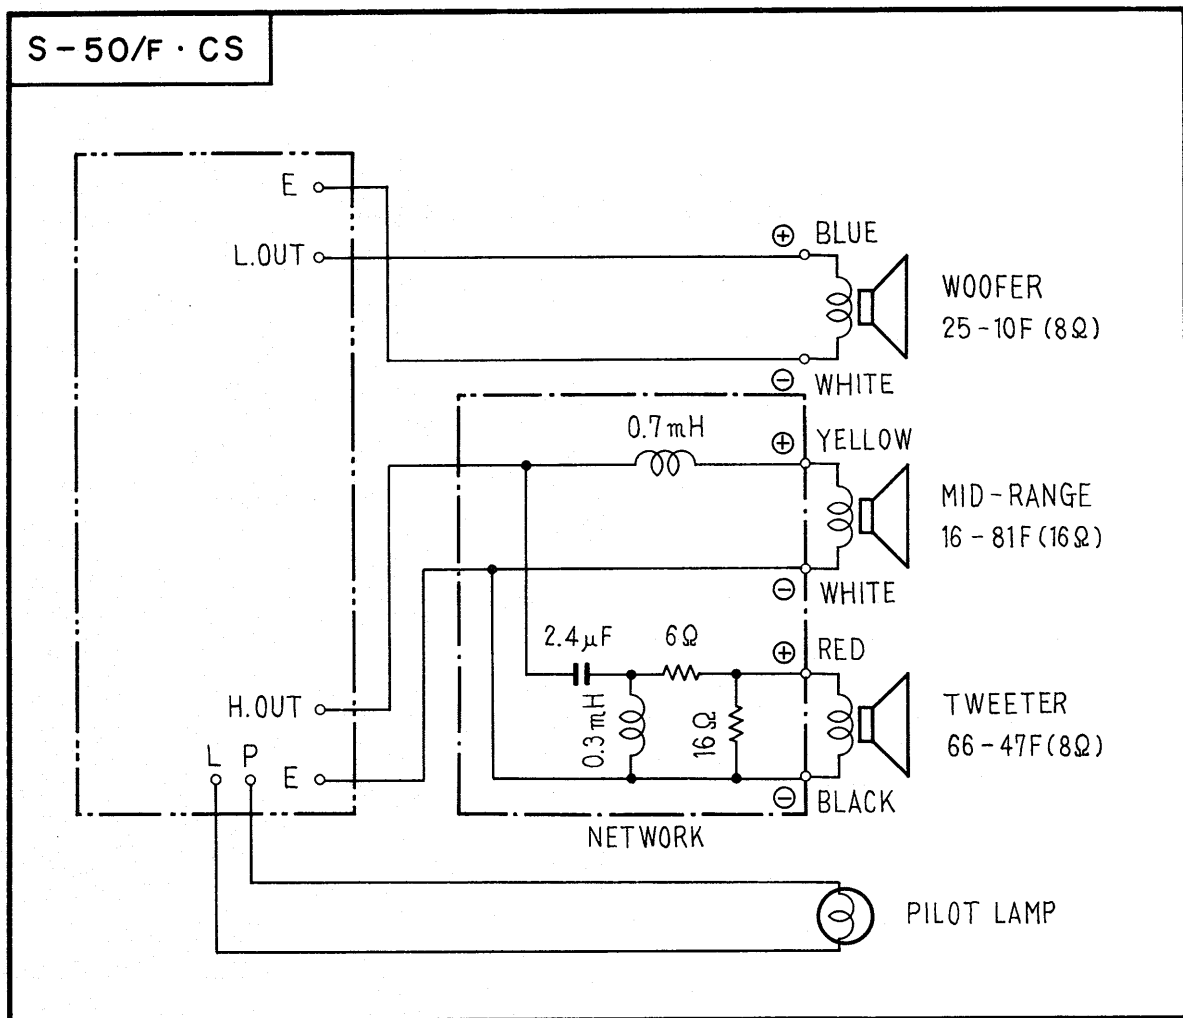 S-50/F · CS
E
L.OUT
⊕ BLUE
WOOFER
25-10F (8Ω)
⊖ WHITE
0.7mH
⊕ YELLOW
MID-RANGE
16-81F (16Ω)
⊖ WHITE
2.4μF
6Ω
⊕ RED
H.OUT
0.3mH
16Ω
TWEETER
66-47F (8Ω)
L
P
E
⊖ BLACK
NETWORK
PILOT LAMP